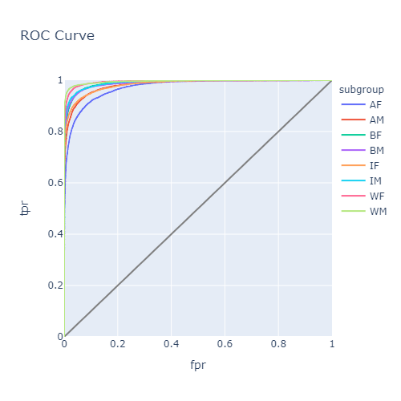 ROC Curve
subgroup
AF
AM
BF
BM
IF
IM
WF
WM
tpr
1
0.8
0.6
0.4
0.2
0
0
0.2
0.4
0.6
0.8
1
fpr